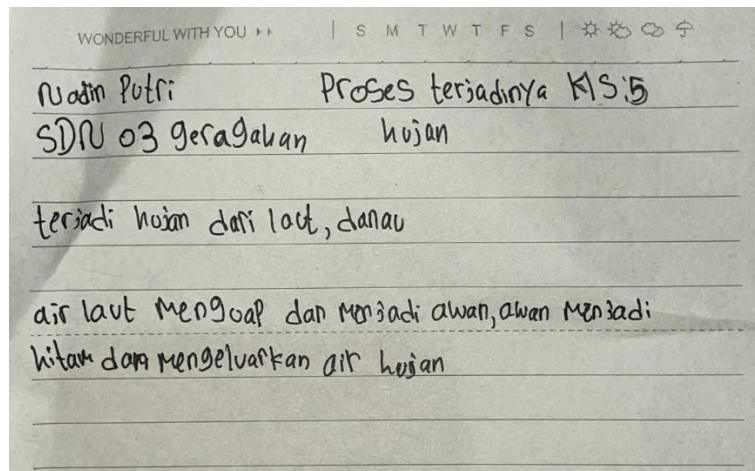 WONDERFUL WITH YOU | S M T W T F S |
Nadin Putri Proses terjadinya KlS:5
SDN 03 geragahan hujan
terjadi hujan dari laut, danau
air laut menguap dan menjadi awan, awan menjadi
hitam dan mengeluarkan air hujan